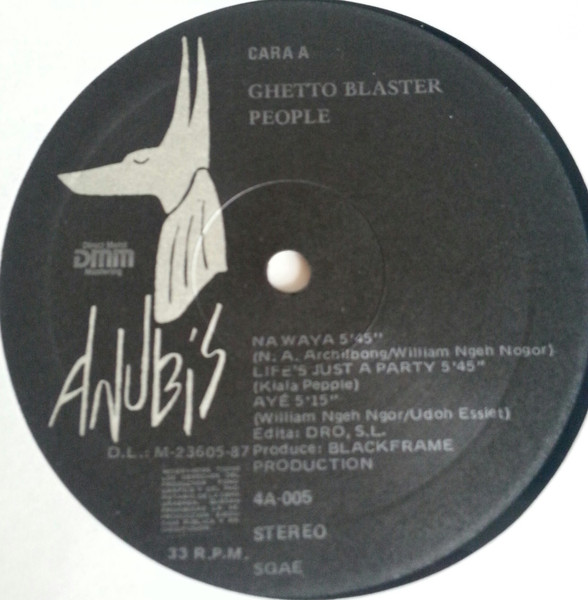 CARA A
GHETTO BLASTER
PEOPLE
Direct Metal
DMM
Mastering
ANUBIS
NA WAYA 5'45"
(N. A. Archibong/William Ngeh Nogor)
LIFE'S JUST A PARTY 5'45"
(Kiala Pepple)
AYÉ 5'15"
(William Ngeh Ngor/Udoh Essiet)
Edita: DRO, S.L.
D.L.: M-23605-87 Produce: BLACKFRAME
PRODUCTION
4A-005
STEREO
33 R.P.M.
SGAE